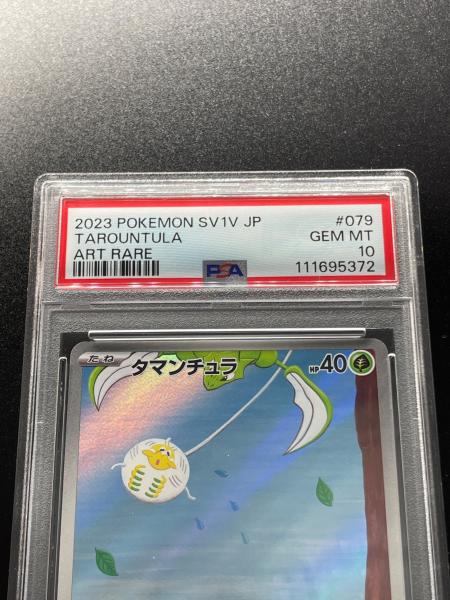 2023 POKEMON SV1V JP #079
TAROUNTULA GEM MT
ART RARE 10
PSA 111695372
たね タマンチュラ HP40